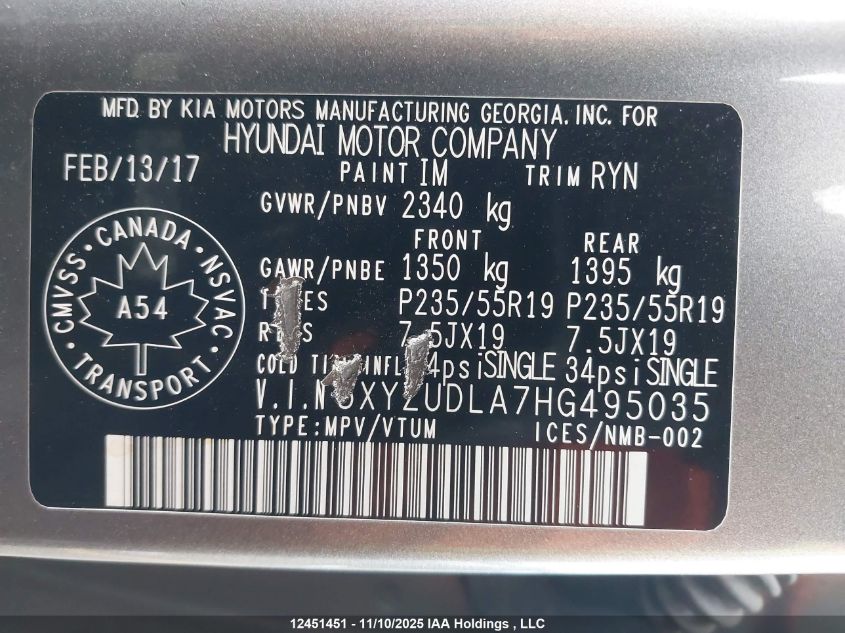 MFD. BY KIA MOTORS MANUFACTURING GEORGIA. INC. FOR
HYUNDAI MOTOR COMPANY
FEB/13/17 PAINT IM TRIM RYN
GVWR/PNBV 2340 kg
FRONT REAR
GAWR/PNBE 1350 kg 1395 kg
P235/55R19 P235/55R19
7.5JX19 7.5JX19
COLD SINGLE 34psi SINGLE
TYPE:MPV/VTUM ICES/NMB-002
CMVSS • CANADA • NSVAC • TRANSPORT •
A54
12451451 - 11/10/2025 IAA Holdings , LLC